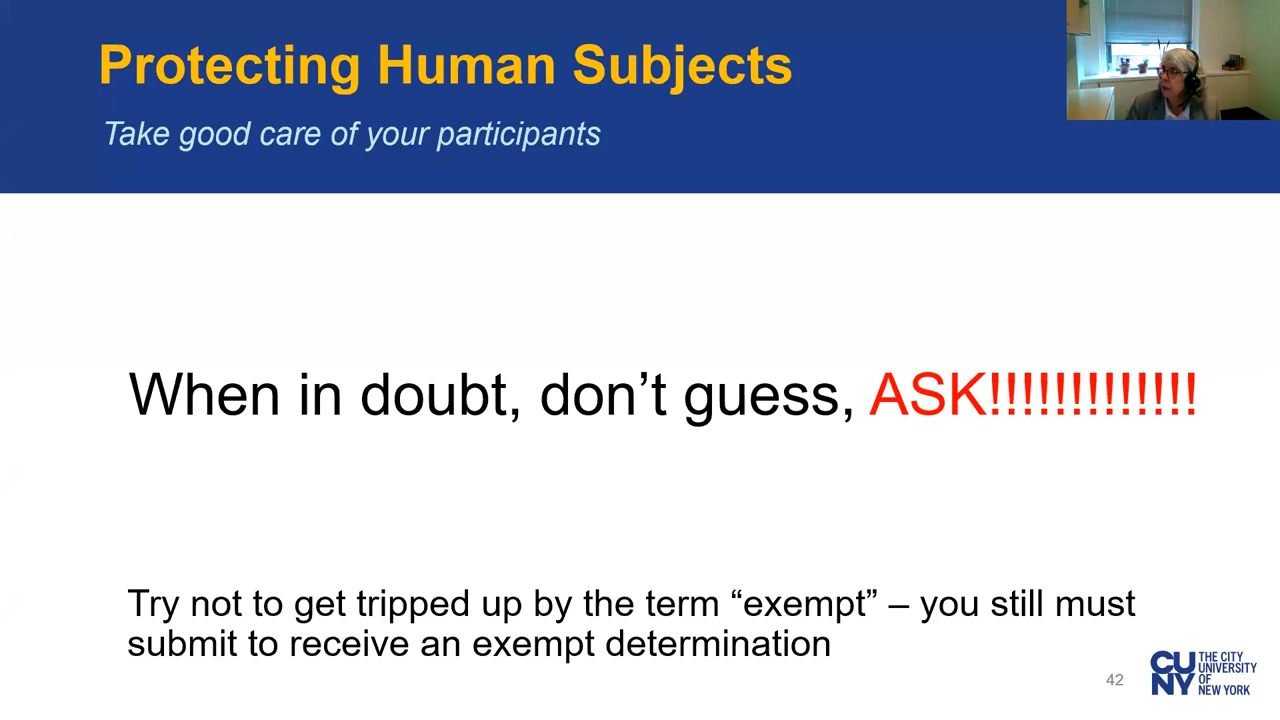 Protecting Human Subjects
Take good care of your participants
When in doubt, don’t guess, ASK!!!!!!!!!!!!!
Try not to get tripped up by the term “exempt” – you still must
submit to receive an exempt determination
42
CU
NY
THE CITY
UNIVERSITY
OF
NEW YORK